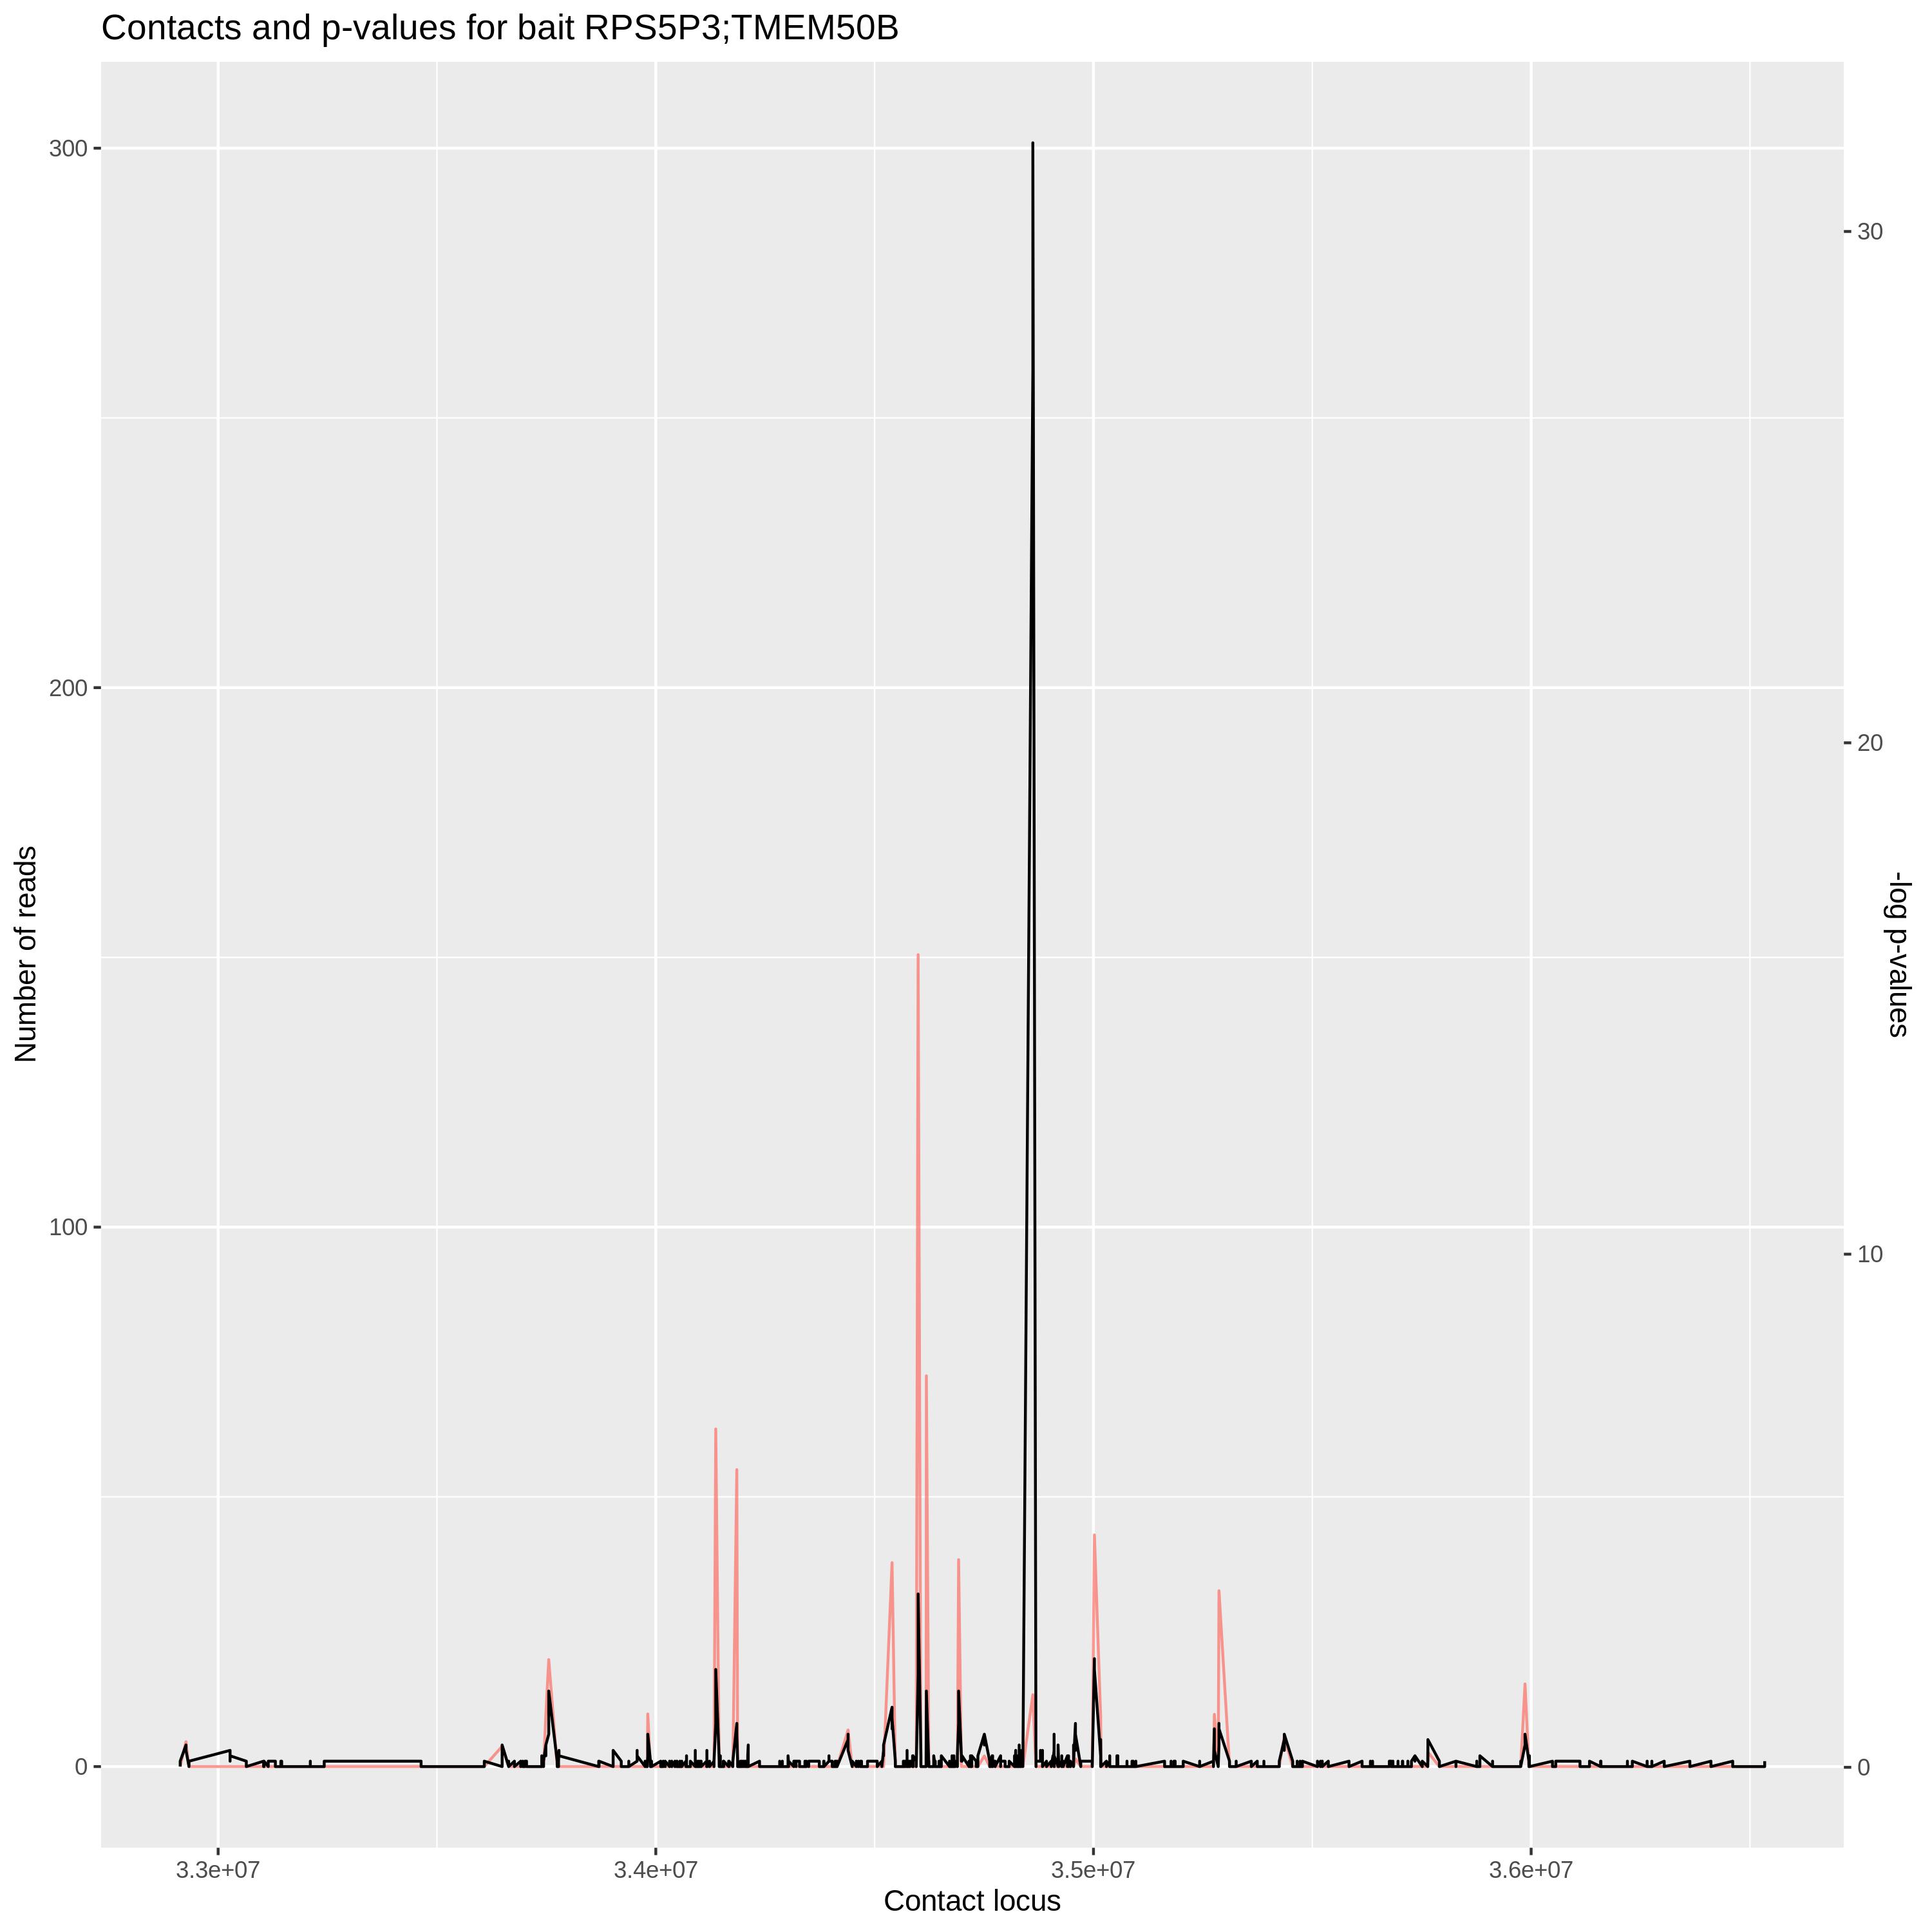 Contacts and p-values for bait RPS5P3;TMEM50B
300
200
100
0
Number of reads
30
20
10
0
-log p-values
3.3e+07
3.4e+07
3.5e+07
3.6e+07
Contact locus